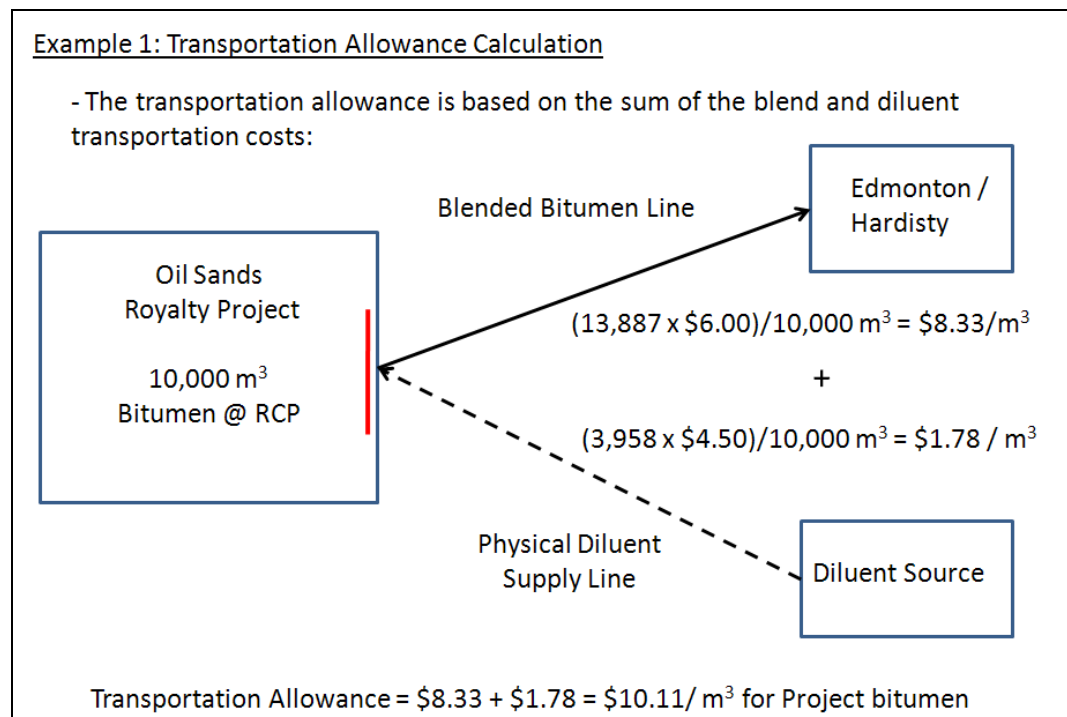 Example 1: Transportation Allowance Calculation
- The transportation allowance is based on the sum of the blend and diluent
transportation costs:
Blended Bitumen Line
Edmonton /
Hardisty
Oil Sands
Royalty Project
10,000 m³
Bitumen @ RCP
(13,887 x $6.00)/10,000 m³ = $8.33/m³
+
(3,958 x $4.50)/10,000 m³ = $1.78 / m³
Physical Diluent
Supply Line
Diluent Source
Transportation Allowance = $8.33 + $1.78 = $10.11/ m³ for Project bitumen